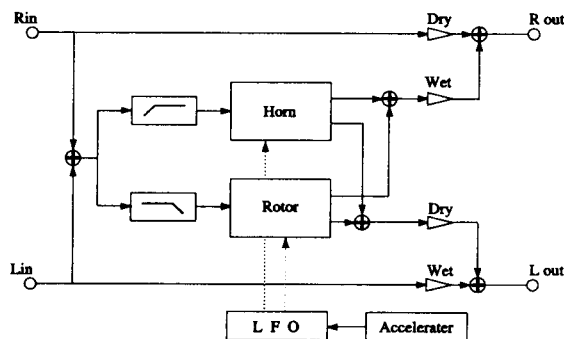 Rin
Dry
R out
Wet
Horn
Rotor
Dry
Lin
Wet
L out
L F O
Accelerater